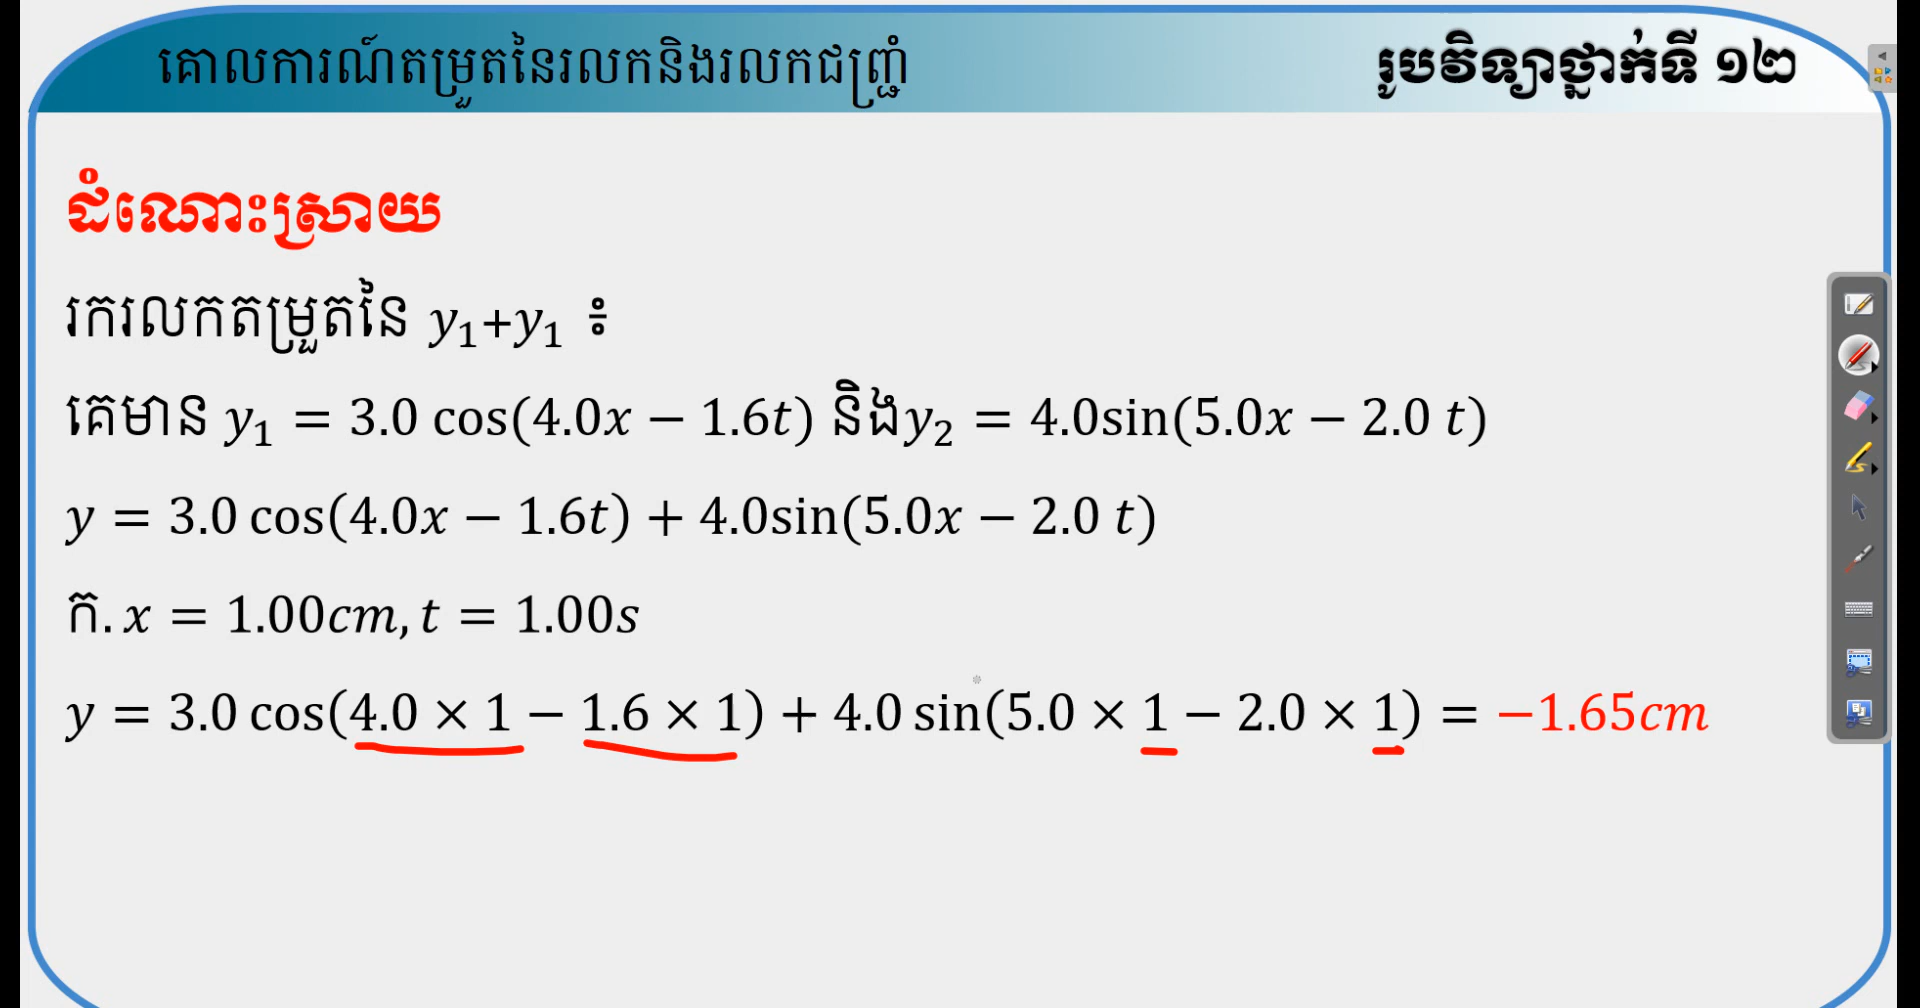 គោលការណ៍តម្រួតនៃរលកនិងរលកជញ្ជ្រុំ
រូបវិទ្យាថ្នាក់ទី ១២
ដំណោះស្រាយ
រករលកតម្រួតនៃ y₁+y₁ ៖
គេមាន y₁ = 3.0 cos(4.0x − 1.6t) និង y₂ = 4.0sin(5.0x − 2.0 t)
y = 3.0 cos(4.0x − 1.6t) + 4.0sin(5.0x − 2.0 t)
ក. x = 1.00cm, t = 1.00s
y = 3.0 cos(4.0 × 1 − 1.6 × 1) + 4.0 sin(5.0 × 1 − 2.0 × 1) = −1.65cm